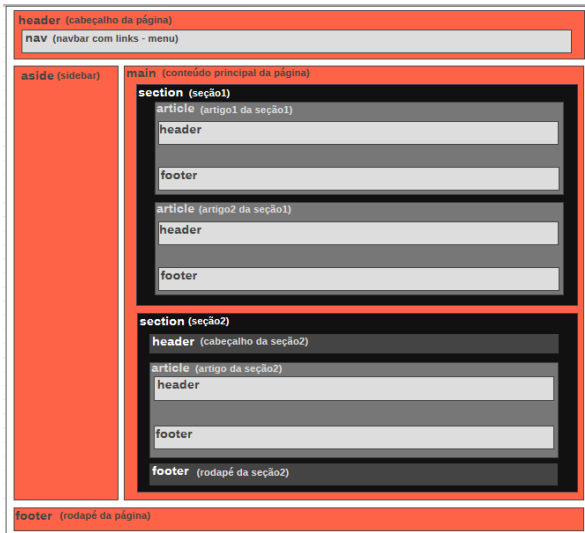 header (cabeçalho da página)
nav (navbar com links - menu)
aside (sidebar)
main (conteúdo principal da página)
section (seção1)
article (artigo1 da seção1)
header
footer
article (artigo2 da seção1)
header
footer
section (seção2)
header (cabeçalho da seção2)
article (artigo da seção2)
header
footer
footer (rodapé da seção2)
footer (rodapé da página)